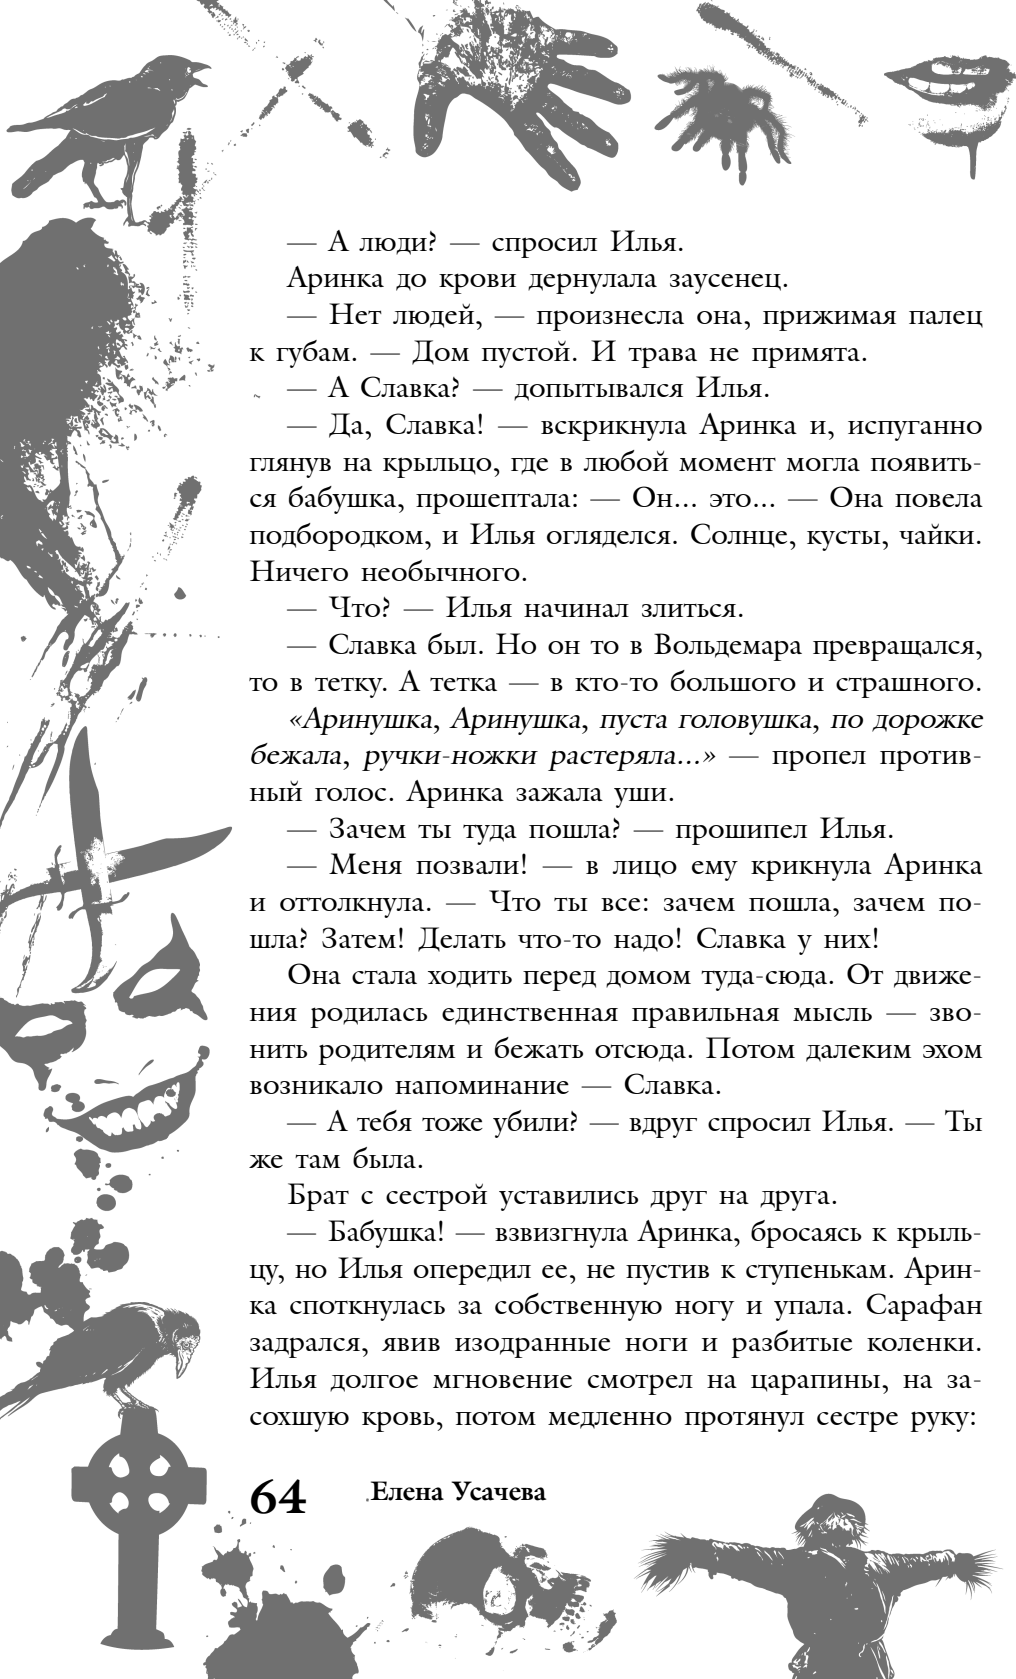 — А люди? — спросил Илья.
Аринка до крови дернулала заусенец.
— Нет людей, — произнесла она, прижимая палец
к губам. — Дом пустой. И трава не примята.
— А Славка? — допытывался Илья.
— Да, Славка! — вскрикнула Аринка и, испуганно
глянув на крыльцо, где в любой момент могла появить-
ся бабушка, прошептала: — Он... это... — Она повела
подбородком, и Илья огляделся. Солнце, кусты, чайки.
Ничего необычного.
— Что? — Илья начинал злиться.
— Славка был. Но он то в Вольдемара превращался,
то в тетку. А тетка — в кто-то большого и страшного.
«Аринушка, Аринушка, пуста головушка, по дорожке
бежала, ручки-ножки растеряла...» — пропел против-
ный голос. Аринка зажала уши.
— Зачем ты туда пошла? — прошипел Илья.
— Меня позвали! — в лицо ему крикнула Аринка
и оттолкнула. — Что ты все: зачем пошла, зачем по-
шла? Затем! Делать что-то надо! Славка у них!
Она стала ходить перед домом туда-сюда. От движе-
ния родилась единственная правильная мысль — зво-
нить родителям и бежать отсюда. Потом далеким эхом
возникало напоминание — Славка.
— А тебя тоже убили? — вдруг спросил Илья. — Ты
же там была.
Брат с сестрой уставились друг на друга.
— Бабушка! — взвизгнула Аринка, бросаясь к крыль-
цу, но Илья опередил ее, не пустив к ступенькам. Арин-
ка споткнулась за собственную ногу и упала. Сарафан
задрался, явив изодранные ноги и разбитые коленки.
Илья долгое мгновение смотрел на царапины, на за-
сохшую кровь, потом медленно протянул сестре руку:
64 Елена Усачева